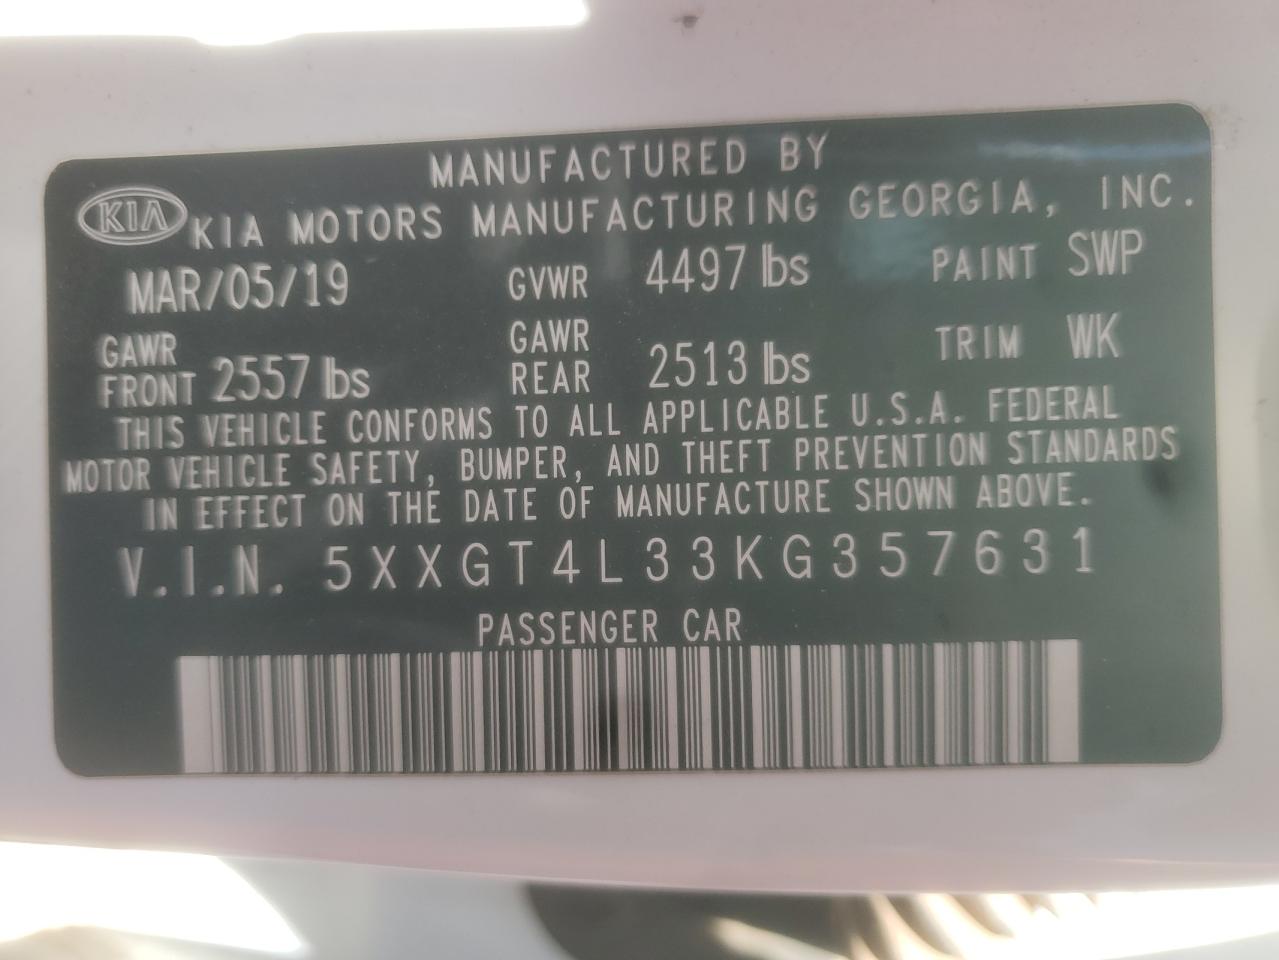 MANUFACTURED BY
KIA KIA MOTORS MANUFACTURING GEORGIA, INC.
MAR/05/19 GVWR 4497 lbs PAINT SWP
GAWR FRONT 2557 lbs GAWR REAR 2513 lbs TRIM WK
THIS VEHICLE CONFORMS TO ALL APPLICABLE U.S.A. FEDERAL
MOTOR VEHICLE SAFETY, BUMPER, AND THEFT PREVENTION STANDARDS
IN EFFECT ON THE DATE OF MANUFACTURE SHOWN ABOVE.
V.I.N. 5XXGT4L33KG357631
PASSENGER CAR